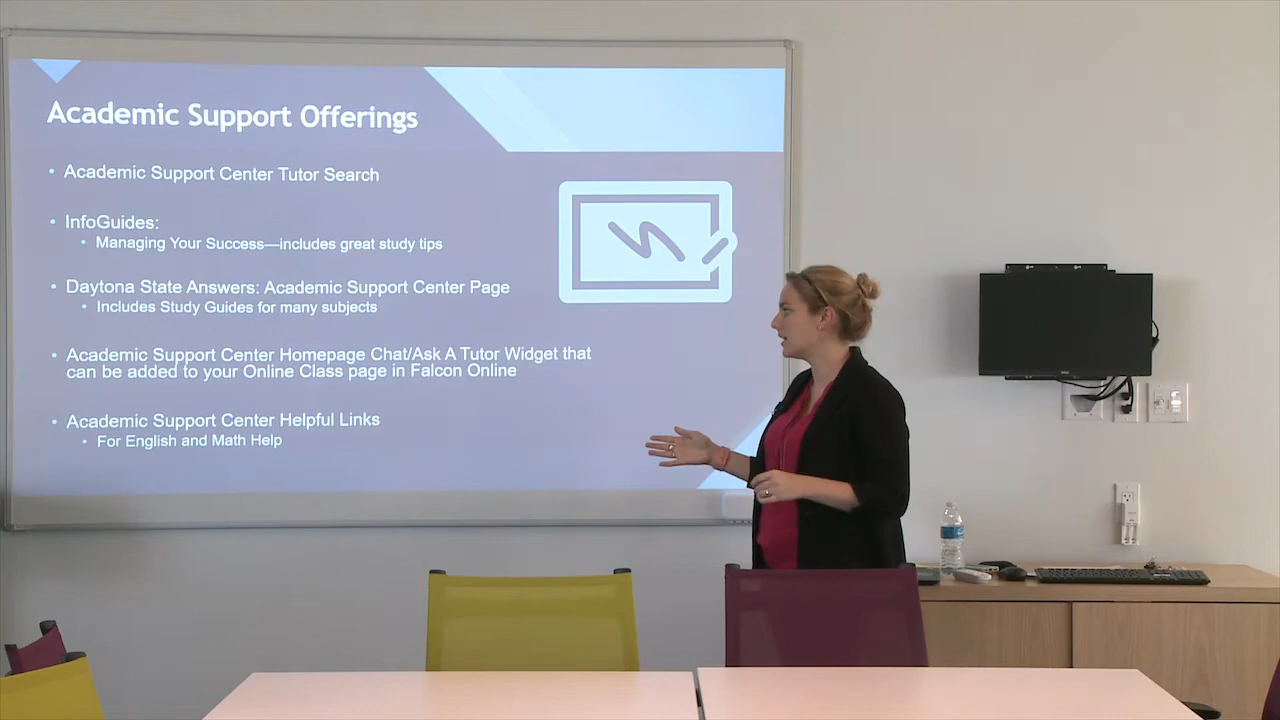 Academic Support Offerings
• Academic Support Center Tutor Search
• InfoGuides:
• Managing Your Success—includes great study tips
• Daytona State Answers: Academic Support Center Page
• Includes Study Guides for many subjects
• Academic Support Center Homepage Chat/Ask A Tutor Widget that
can be added to your Online Class page in Falcon Online
• Academic Support Center Helpful Links
• For English and Math Help